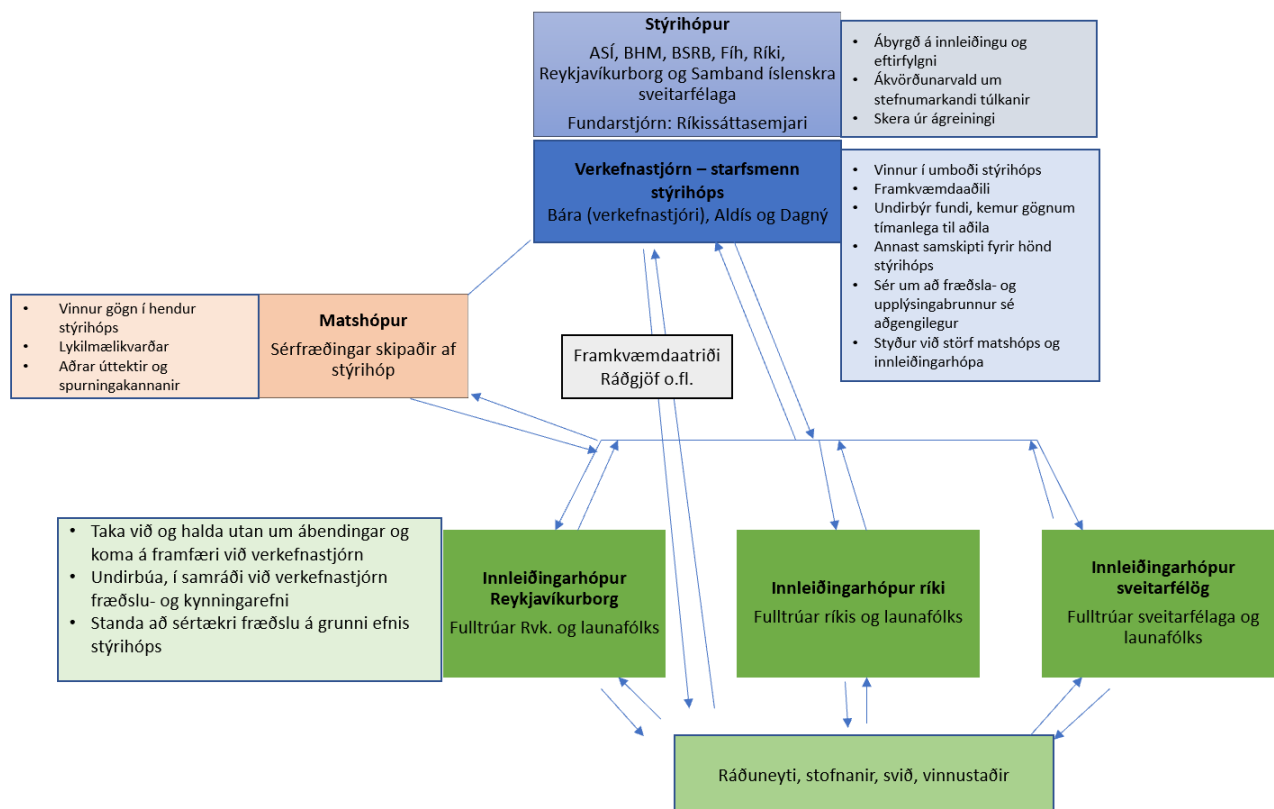 Stýrihópur
ASÍ, BHM, BSRB, Fíh, Ríki,
Reykjavíkurborg og Samband íslenskra
sveitarfélaga
Fundarstjórn: Ríkissáttasemjari
• Ábyrgð á innleiðingu og
eftirfylgni
• Ákvörðunarvald um
stefnumarkandi túlkanir
• Skera úr ágreiningi
Verkefnastjórn – starfsmenn
stýrihóps
Bára (verkefnastjóri), Aldís og Dagný
• Vinnur í umboði stýrihóps
• Framkvæmdaaðili
• Undirbýr fundi, kemur gögnum
tímanlega til aðila
• Annast samskipti fyrir hönd
stýrihóps
• Sér um að fræðsla- og
upplýsingabrunnur sé
aðgengilegur
• Styður við störf matshóps og
innleiðingarhópa
• Vinnur gögn í hendur
stýrihóps
• Lykilmælikvarðar
• Aðrar úttektir og
spurningakannanir
Matshópur
Sérfræðingar skipaðir af
stýrihóp
Framkvæmdaatriði
Ráðgjöf o.fl.
• Taka við og halda utan um ábendingar og
koma á framfæri við verkefnastjórn
• Undirbúa, í samráði við verkefnastjórn
fræðslu- og kynningarefni
• Standa að sértækri fræðslu á grunni efnis
stýrihóps
Innleiðingarhópur
Reykjavíkurborg
Fulltrúar Rvk. og launafólks
Innleiðingarhópur ríki
Fulltrúar ríkis og launafólks
Innleiðingarhópur
sveitarfélög
Fulltrúar sveitarfélaga og
launafólks
Ráðuneyti, stofnanir, svið, vinnustaðir